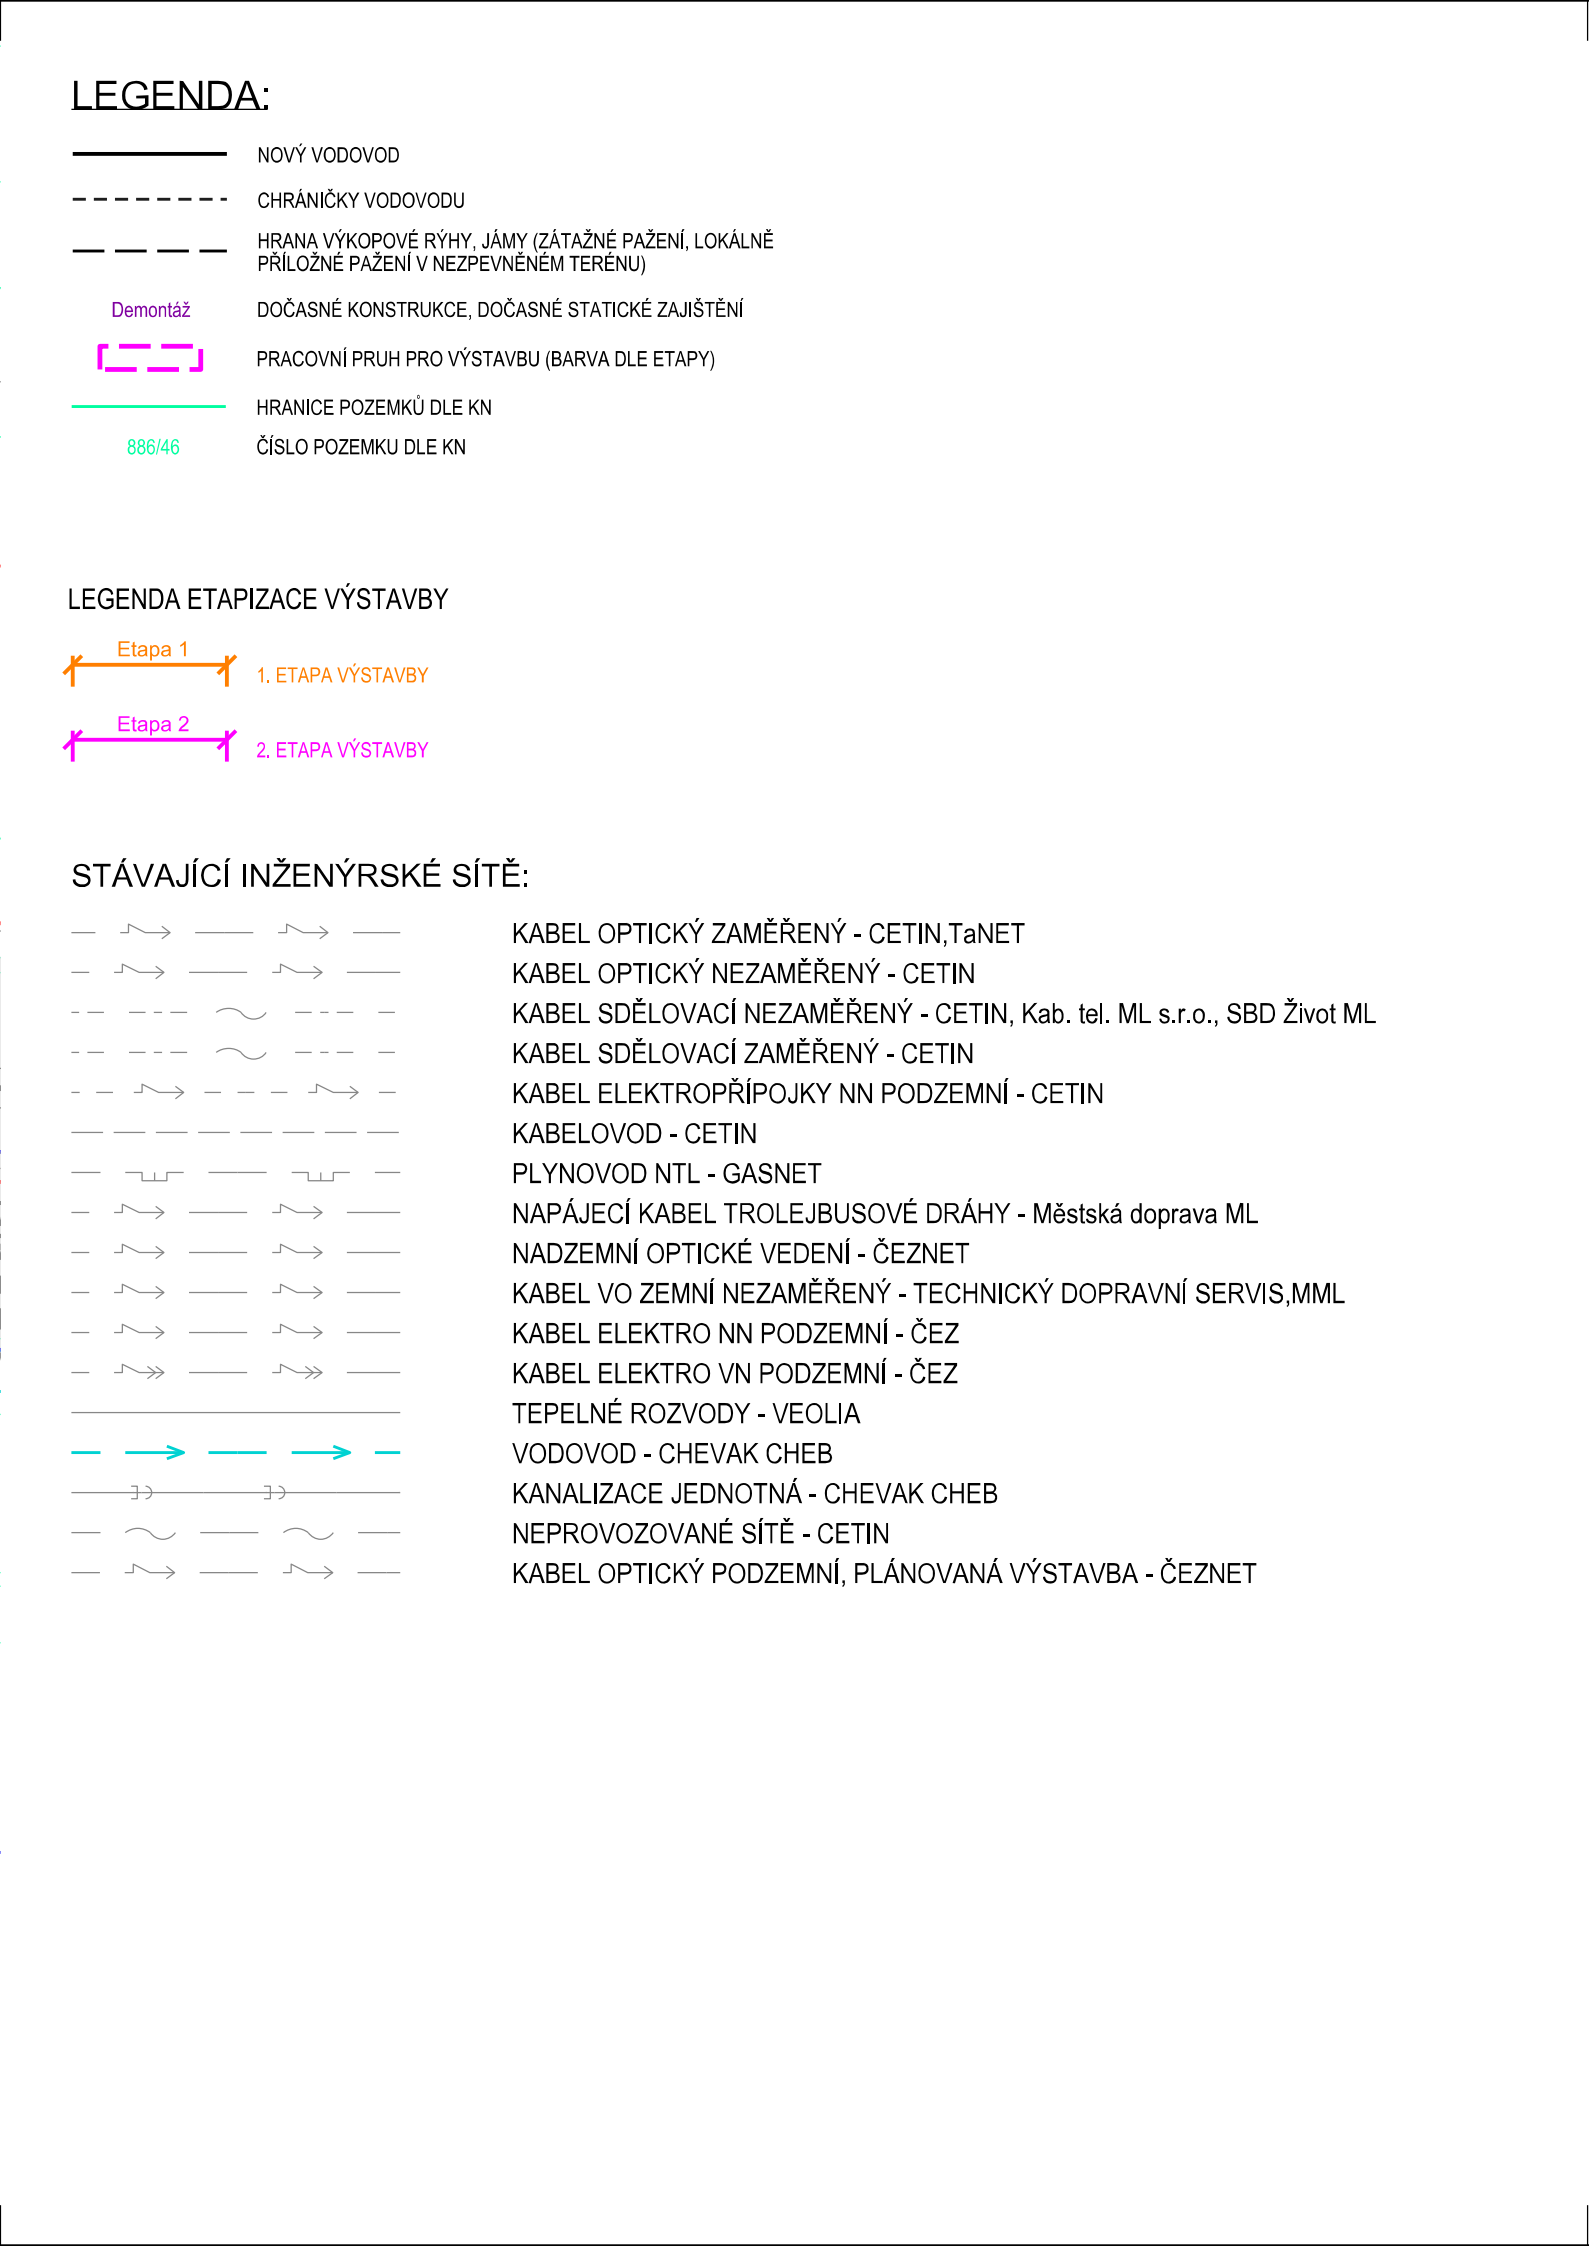 LEGENDA:
NOVÝ VODOVOD
CHRÁNIČKY VODOVODU
HRANA VÝKOPOVÉ RÝHY, JÁMY (ZÁTAŽNÉ PAŽENÍ, LOKÁLNĚ
PŘÍLOŽNÉ PAŽENÍ V NEZPEVNĚNÉM TERÉNU)
Demontáž DOČASNÉ KONSTRUKCE, DOČASNÉ STATICKÉ ZAJIŠTĚNÍ
PRACOVNÍ PRUH PRO VÝSTAVBU (BARVA DLE ETAPY)
HRANICE POZEMKŮ DLE KN
886/46 ČÍSLO POZEMKU DLE KN
LEGENDA ETAPIZACE VÝSTAVBY
Etapa 1
1. ETAPA VÝSTAVBY
Etapa 2
2. ETAPA VÝSTAVBY
STÁVAJÍCÍ INŽENÝRSKÉ SÍTĚ:
KABEL OPTICKÝ ZAMĚŘENÝ - CETIN,TaNET
KABEL OPTICKÝ NEZAMĚŘENÝ - CETIN
KABEL SDĚLOVACÍ NEZAMĚŘENÝ - CETIN, Kab. tel. ML s.r.o., SBD Život ML
KABEL SDĚLOVACÍ ZAMĚŘENÝ - CETIN
KABEL ELEKTROPŘÍPOJKY NN PODZEMNÍ - CETIN
KABELOVOD - CETIN
PLYNOVOD NTL - GASNET
NAPÁJECÍ KABEL TROLEJBUSOVÉ DRÁHY - Městská doprava ML
NADZEMNÍ OPTICKÉ VEDENÍ - ČEZNET
KABEL VO ZEMNÍ NEZAMĚŘENÝ - TECHNICKÝ DOPRAVNÍ SERVIS,MML
KABEL ELEKTRO NN PODZEMNÍ - ČEZ
KABEL ELEKTRO VN PODZEMNÍ - ČEZ
TEPELNÉ ROZVODY - VEOLIA
VODOVOD - CHEVAK CHEB
KANALIZACE JEDNOTNÁ - CHEVAK CHEB
NEPROVOZOVANÉ SÍTĚ - CETIN
KABEL OPTICKÝ PODZEMNÍ, PLÁNOVANÁ VÝSTAVBA - ČEZNET